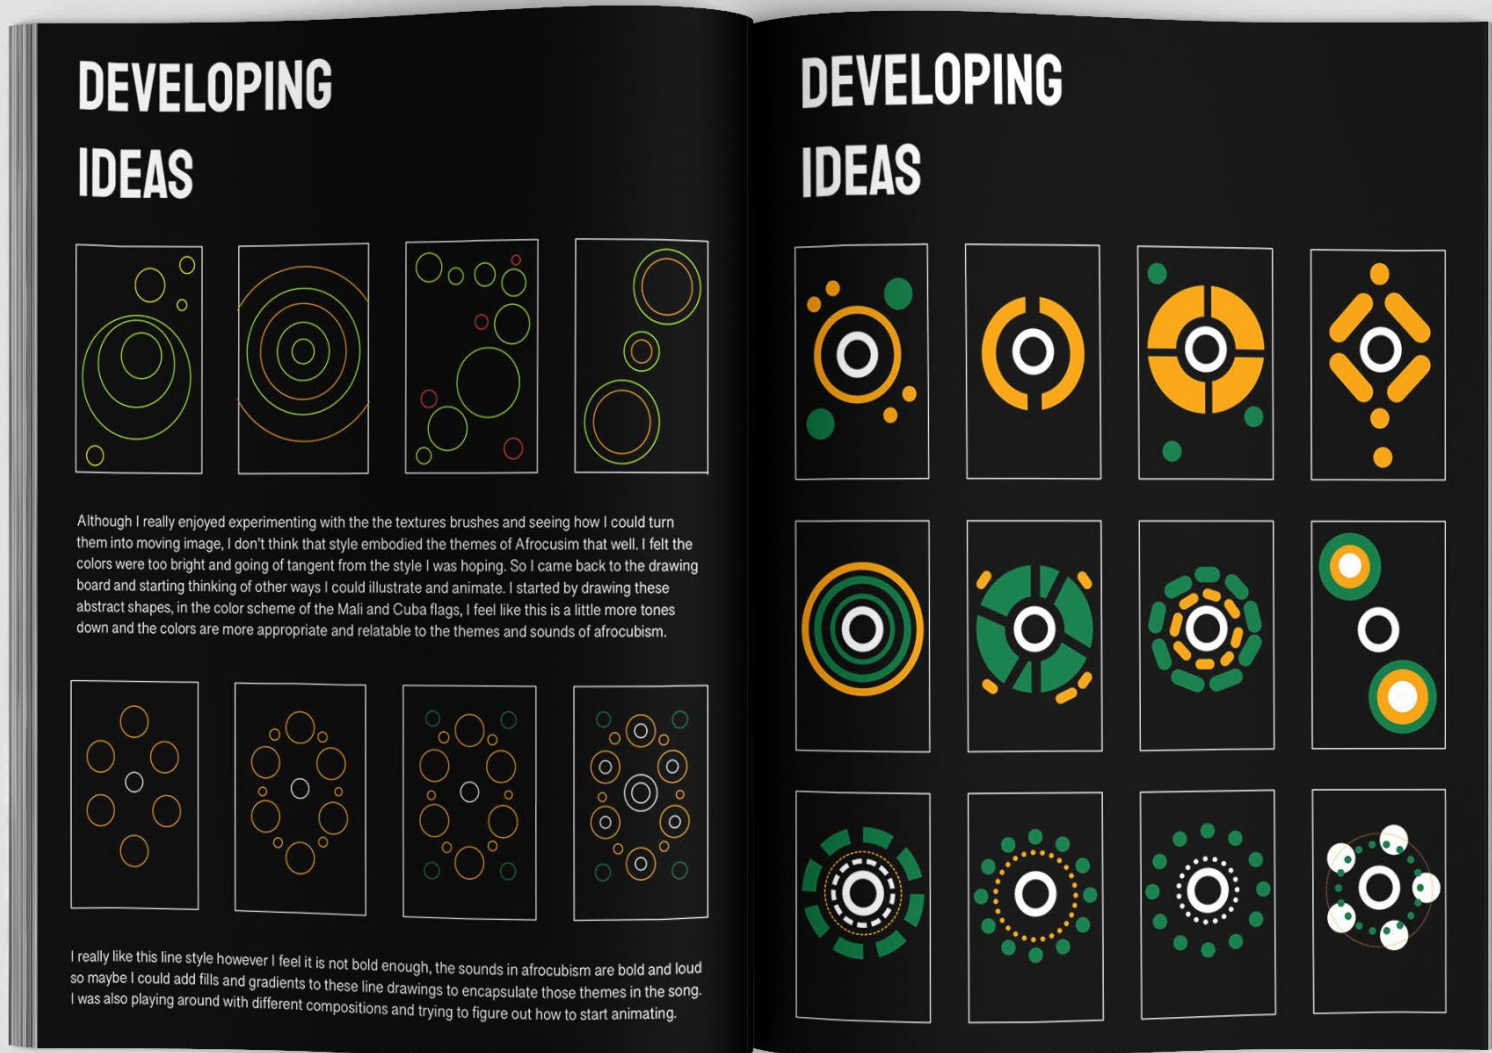 DEVELOPING
IDEAS
Although I really enjoyed experimenting with the the textures brushes and seeing how I could turn
them into moving image, I don't think that style embodied the themes of Afrocusim that well. I felt the
colors were too bright and going of tangent from the style I was hoping. So I came back to the drawing
board and starting thinking of other ways I could illustrate and animate. I started by drawing these
abstract shapes, in the color scheme of the Mali and Cuba flags, I feel like this is a little more tones
down and the colors are more appropriate and relatable to the themes and sounds of afrocubism.
I really like this line style however I feel it is not bold enough, the sounds in afrocubism are bold and loud
so maybe I could add fills and gradients to these line drawings to encapsulate those themes in the song.
I was also playing around with different compositions and trying to figure out how to start animating.
DEVELOPING
IDEAS